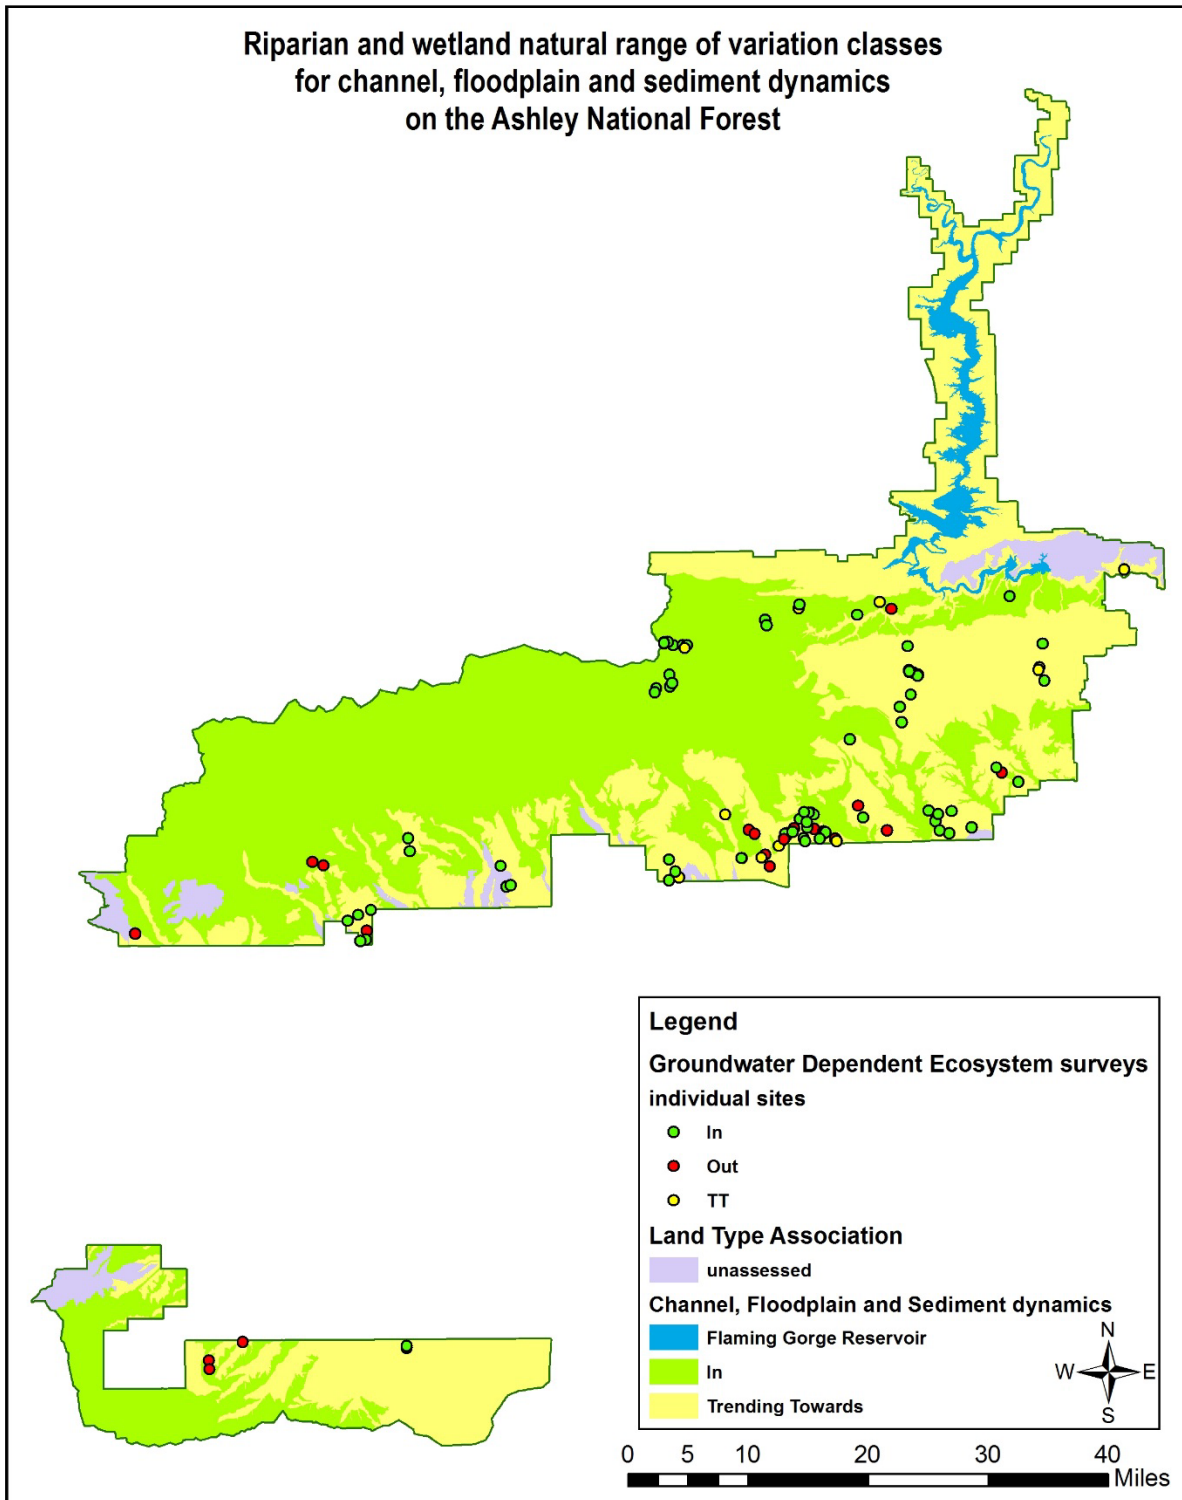 Riparian and wetland natural range of variation classes
for channel, floodplain and sediment dynamics
on the Ashley National Forest
Legend
Groundwater Dependent Ecosystem surveys
individual sites
In
Out
TT
Land Type Association
unassessed
Channel, Floodplain and Sediment dynamics
Flaming Gorge Reservoir
In
Trending Towards
N
W E
S
0 5 10 20 30 40
Miles